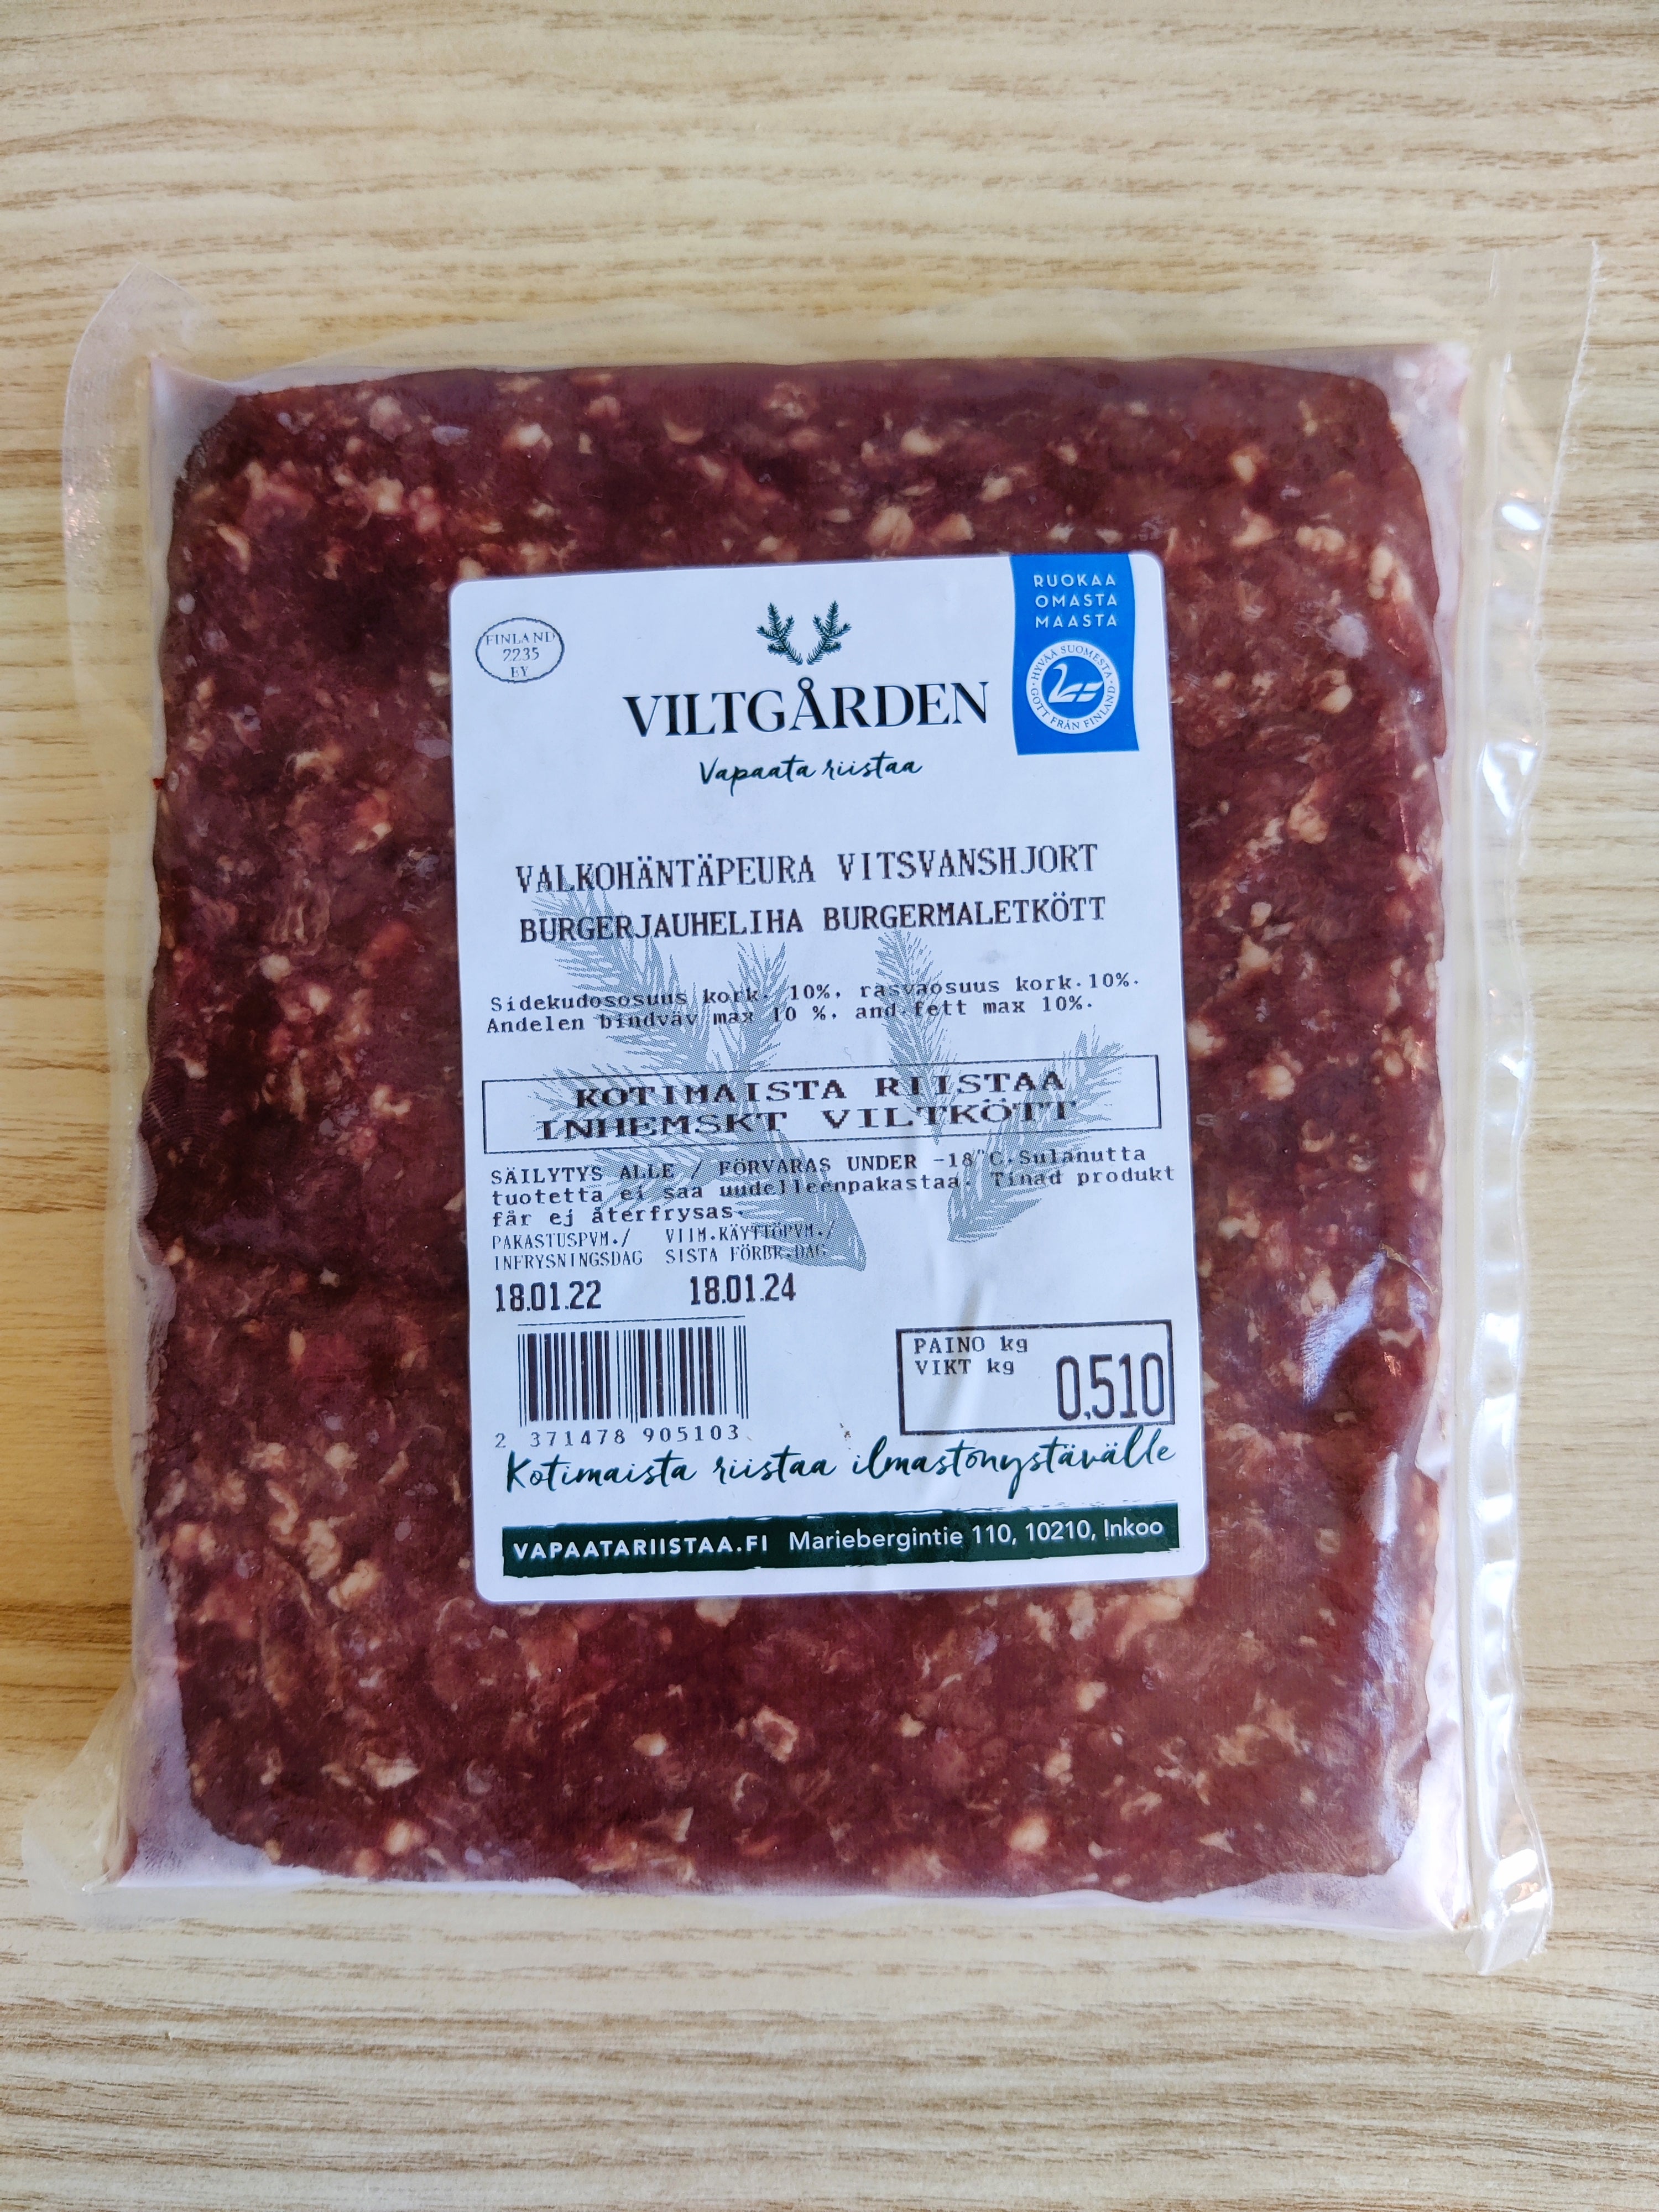 FINLAND
2235
EY
RUOKAA
OMASTA
MAASTA
HYVÄÄ SUOMESTA
GOTT FRÅN FINLAND
VILTGÅRDEN
Vapaata riistaa
VALKOHÄNTÄPEURA VITSVANSHJORT
BURGERJAUHELIHA BURGERMALETKÖTT
Sidekudososuus kork. 10%, rasvaosuus kork.10%.
Andelen bindväv max 10 %, and.fett max 10%.
KOTIMAISTA RIISTAA
INHEMSKT VILTKÖTT
SÄILYTYS ALLE / FÖRVARAS UNDER -18°C.Sulanutta
tuotetta ei saa uudelleenpakastaa. Tinad produkt
får ej återfrysas.
PAKASTUSPVM./ VIIM.KÄYTTÖPVM./
INFRYSNINGSDAG SISTA FÖRBR.DAG
18.01.22 18.01.24
PAINO kg
VIKT kg 0,510
2 371478 905103
Kotimaista riistaa ilmastonystävälle
VAPAATARIISTAA.FI Mariebergintie 110, 10210, Inkoo